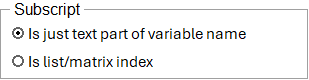 Subscript
Is just text part of variable name
Is list/matrix index